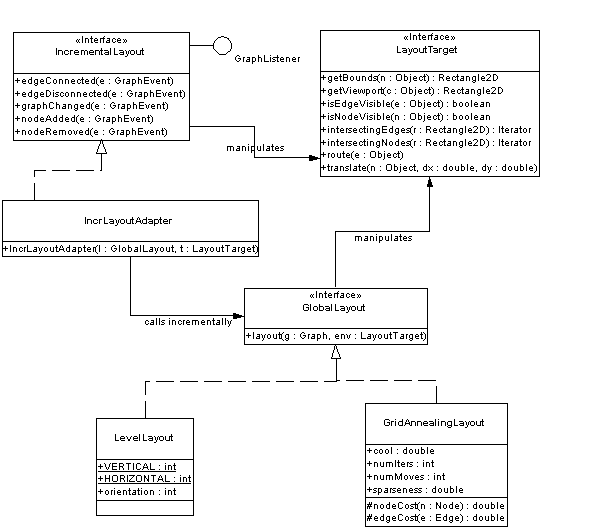 «Interface»
IncrementalLayout
+edgeConnected(e : GraphEvent)
+edgeDisconnected(e : GraphEvent)
+graphChanged(e : GraphEvent)
+nodeAdded(e : GraphEvent)
+nodeRemoved(e : GraphEvent)
GraphListener
«Interface»
LayoutTarget
+getBounds(n : Object) : Rectangle2D
+getViewport(c : Object) : Rectangle2D
+isEdgeVisible(e : Object) : boolean
+isNodeVisible(n : Object) : boolean
+intersectingEdges(r : Rectangle2D) : Iterator
+intersectingNodes(r : Rectangle2D) : Iterator
+route(e : Object)
+translate(n : Object, dx : double, dy : double)
manipulates
IncrLayoutAdapter
+IncrLayoutAdapter(l : GlobalLayout, t : LayoutTarget)
manipulates
calls incrementally
«Interface»
GlobalLayout
+layout(g : Graph, env : LayoutTarget)
LevelLayout
+VERTICAL : int
+HORIZONTAL : int
+orientation : int
GridAnnealingLayout
+cool : double
+numIters : int
+numMoves : int
+sparseness : double
#nodeCost(n : Node) : double
#edgeCost(e : Edge) : double